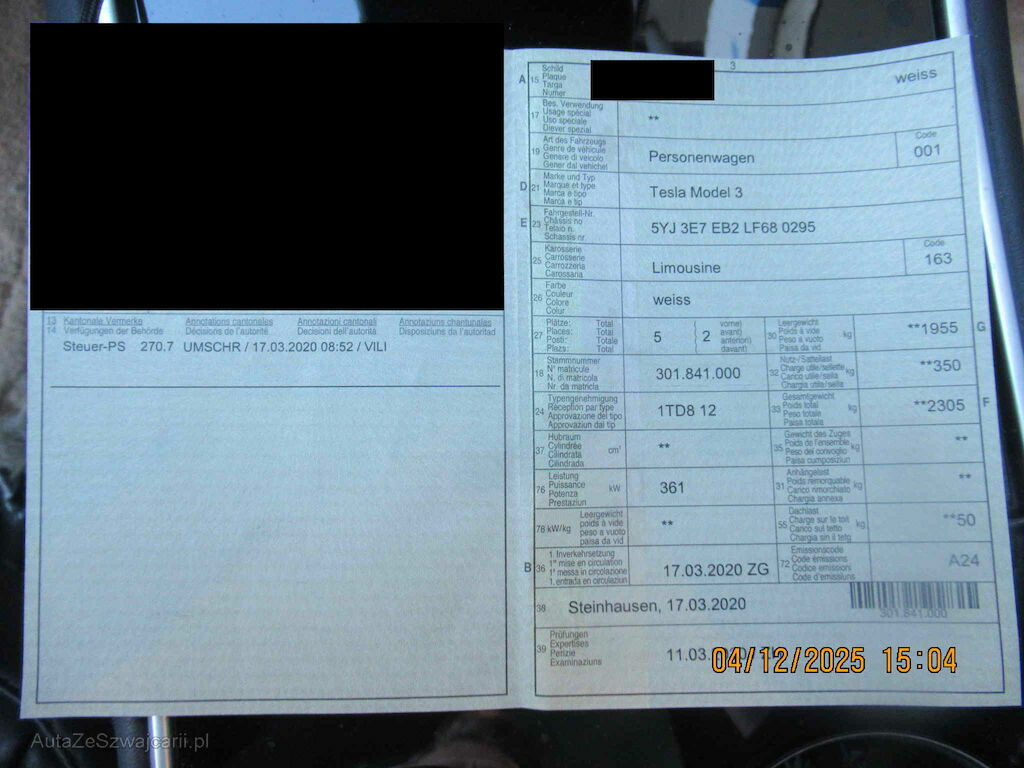 13 Kantonale Vermerke Annotations cantonales Annotazioni cantonali Annotaziuns chantunalas
14 Verfügungen der Behörde Décisions de l'autorité Decisioni dell'autorità Disposiziuns da l'autoritad
Steuer-PS 270.7 UMSCHR / 17.03.2020 08:52 / VILI
3
A 15 Schild
Plaque
Targa
Numer
weiss
17 Bes. Verwendung
Usage spécial
Uso speciale
Diever spezial
**
19 Art des Fahrzeugs
Genre de véhicule
Genere di veicolo
Gener dal vehichel
Personenwagen
Code
001
D 21 Marke und Typ
Marque et type
Marca e tipo
Marca e tip
Tesla Model 3
E 23 Fahrgestell-Nr.
Châssis no
Telaio n.
Schassis nr.
5YJ 3E7 EB2 LF68 0295
25 Karosserie
Carrosserie
Carrozzeria
Carossaria
Limousine
Code
163
26 Farbe
Couleur
Colore
Colur
weiss
27 Plätze: Total
Places: Total
Posti: Totale
Plazs: Total
5 { 2 vorne)
avant)
anteriori)
davant)
30 Leergewicht
Poids à vide
Peso a vuoto
Paisa da vid
kg
**1955 G
18 Stammnummer
N° matricule
N. di matricola
Nr. da matricla
301.841.000
32 Nutz-/Sattellast
Charge utile/sellette
Carico utile/sella
Chargia utila/sella
kg
**350
24 Typengenehmigung
Réception par type
Approvazione del tipo
Approvaziun dal tip
1TD8 12
33 Gesamtgewicht
Poids total
Peso totale
Paisa totala
kg
**2305 F
37 Hubraum
Cylindrée
Cilindrata
Cilindrada
cm³
**
35 Gewicht des Zuges
Poids de l'ensemble
Peso del convoglio
Paisa cumposiziun
kg
**
76 Leistung
Puissance
Potenza
Prestaziun
kW
361
31 Anhängelast
Poids remorquable
Carico rimorchiato
Chargia annexa
kg
**
78 kW/kg Leergewicht
poids à vide
peso a vuoto
paisa da vid
**
55 Dachlast
Charge sur le toit
Carico sul tetto
Chargia sin il tetg
kg
**50
B 36 1. Inverkehrsetzung
1re mise en circulation
1a messa in circolazione
1. entrada en circulaziun
17.03.2020 ZG
72 Emissionscode
Code émissions
Codice emissioni
Code d'emissiuns
A24
38 Steinhausen, 17.03.2020
301.841.000
39 Prüfungen
Expertises
Perizie
Examinaziuns
11.03.
04/12/2025 15:04
AutaZeSzwajcarii.pl